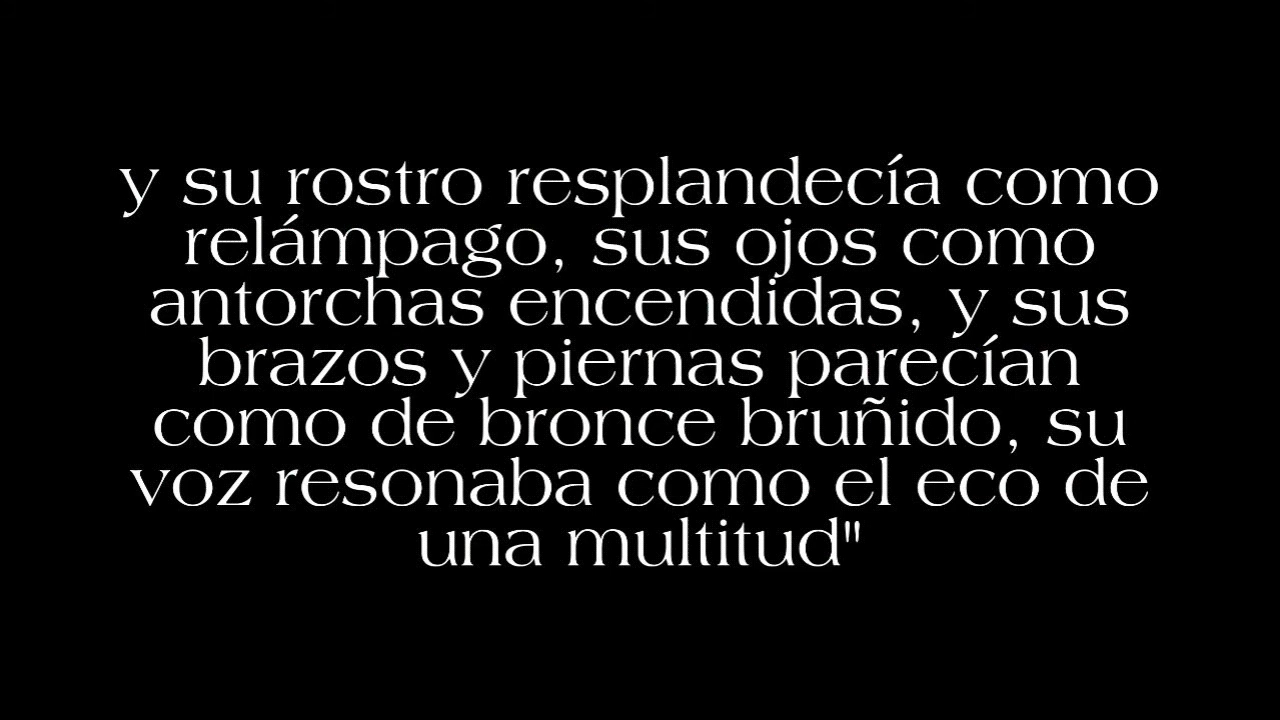 y su rostro resplandecía como
relámpago, sus ojos como
antorchas encendidas, y sus
brazos y piernas parecían
como de bronce bruñido, su
voz resonaba como el eco de
una multitud"